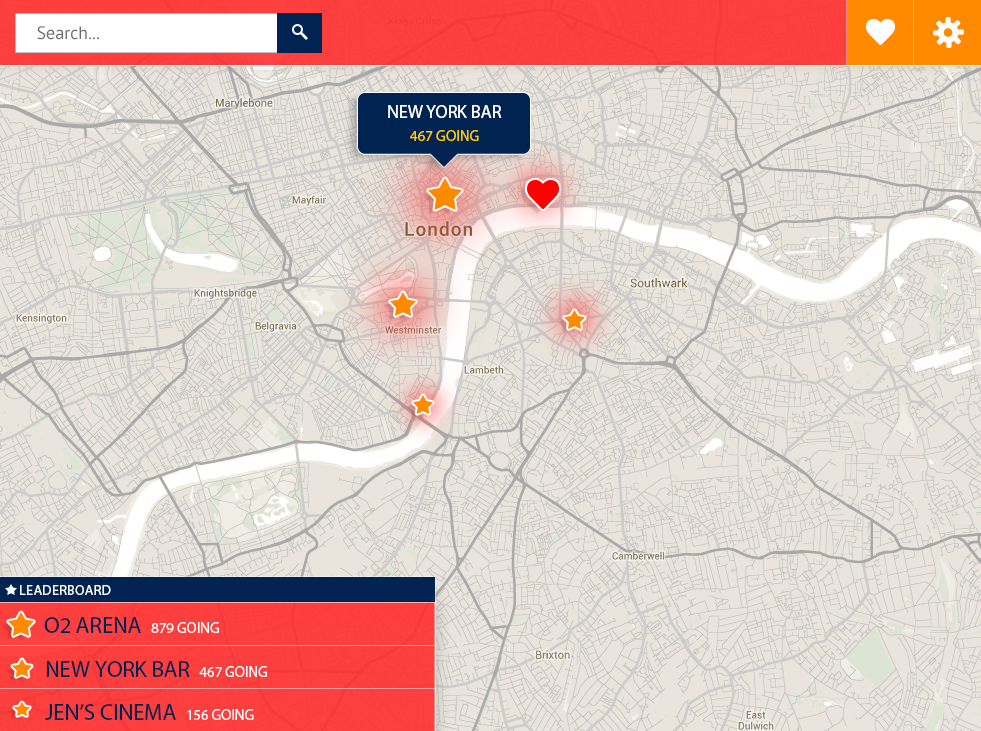 Kings Cross
Search...
Marylebone
NEW YORK BAR
467 GOING
Mayfair
London
Knightsbridge
Southwark
Kensington
Belgravia
Westminster
Lambeth
Camberwell
LEADERBOARD
O2 ARENA 879 GOING
NEW YORK BAR 467 GOING
JEN'S CINEMA 156 GOING
Brixton
East
Dulwich